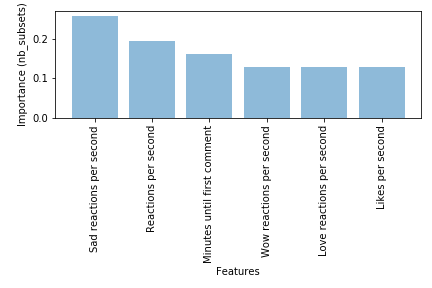 Importance (nb_subsets)
0.2
0.1
0.0
Sad reactions per second
Reactions per second
Minutes until first comment
Wow reactions per second
Love reactions per second
Likes per second
Features